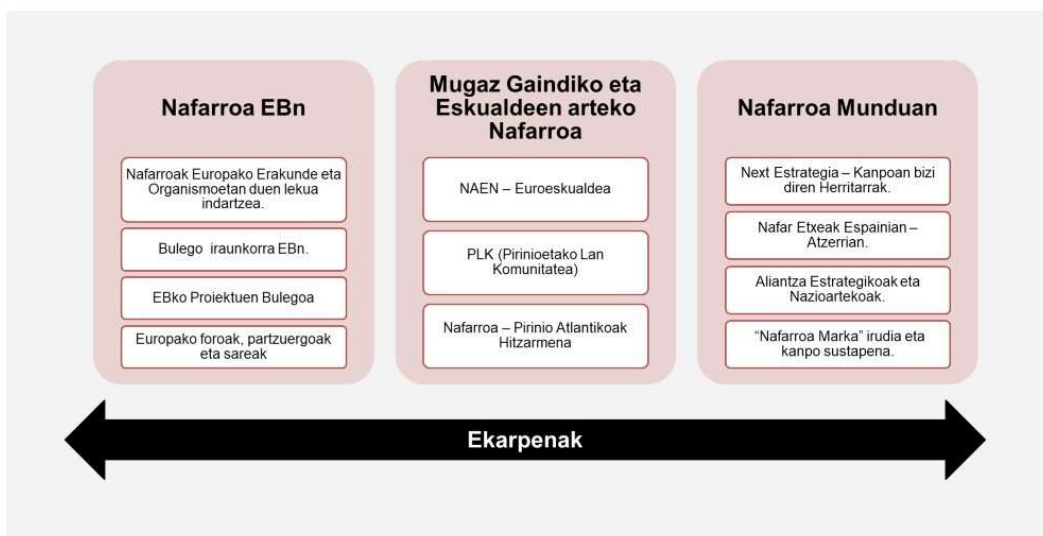 Nafarroa EBn
Nafarroak Europako Erakunde eta
Organismoetan duen lekua
indartzea.
Bulego iraunkorra EBn.
EBko Proiektuen Bulegoa
Europako foroak, partzuergoak
eta sareak
Mugaz Gaindiko eta
Eskualdeen arteko
Nafarroa
NAEN – Euroeskualdea
PLK (Pirinioetako Lan
Komunitatea)
Nafarroa – Pirinio Atlantikoak
Hitzarmena
Nafarroa Munduan
Next Estrategia – Kanpoan bizi
diren Herritarrak.
Nafar Etxeak Espainian –
Atzerrian.
Aliantza Estrategikoak eta
Nazioartekoak.
“Nafarroa Marka” irudia eta
kanpo sustapena.
Ekarpenak